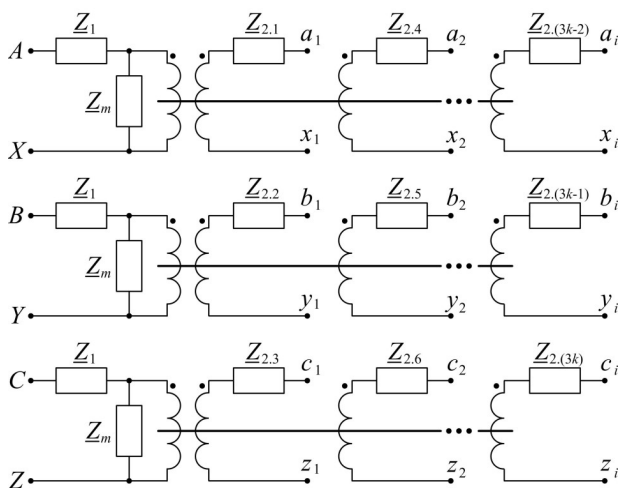 A Z1 Z2.1 a1 Z2.4 a2 Z2.(3k-2) ai
Zm •••
X x1 x2 xi
B Z1 Z2.2 b1 Z2.5 b2 Z2.(3k-1) bi
Zm •••
Y y1 y2 yi
C Z1 Z2.3 c1 Z2.6 c2 Z2.(3k) ci
Zm •••
Z z1 z2 zi